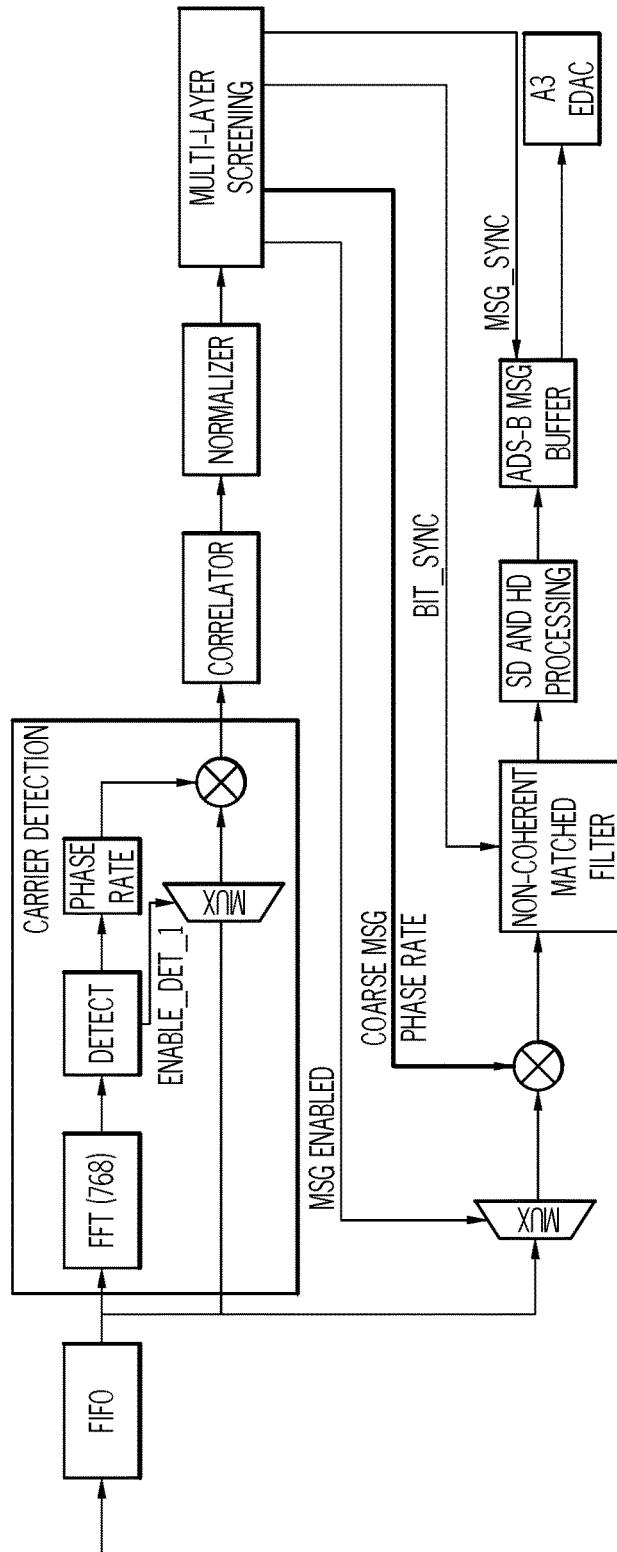 FIFO
CARRIER DETECTION
FFT (768)
DETECT
PHASE
RATE
ENABLE_DET_1
MUX
CORRELATOR
NORMALIZER
MULTI-LAYER
SCREENING
MSG ENABLED
COARSE MSG
PHASE RATE
BIT_SYNC
MSG_SYNC
MUX
NON-COHERENT
MATCHED
FILTER
SD AND HD
PROCESSING
ADS-B MSG
BUFFER
A3
EDAC